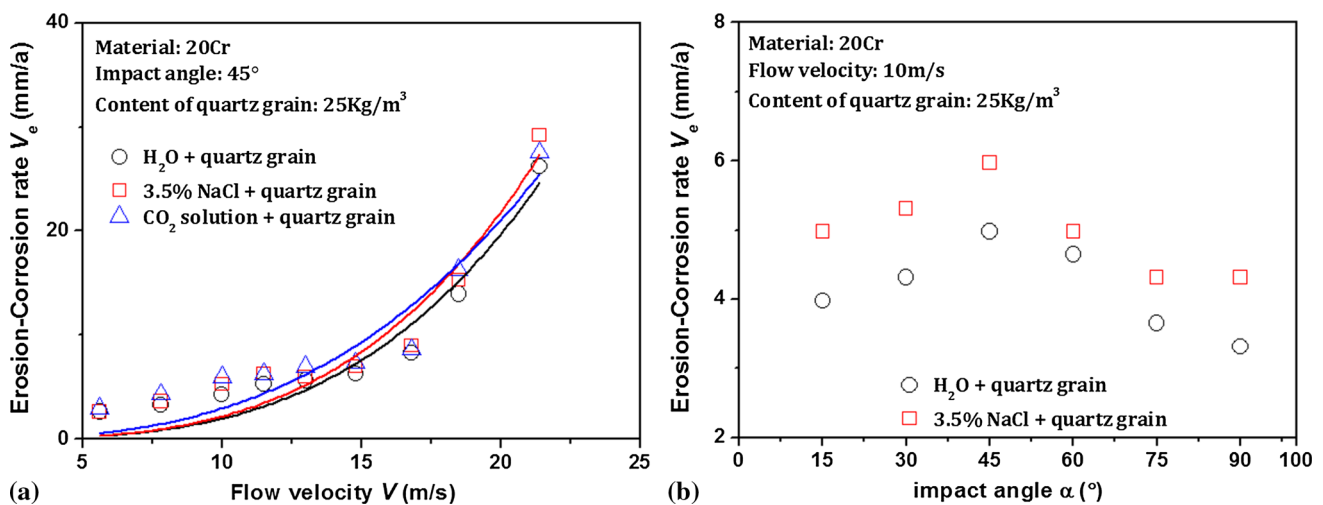 40
30
20
10
0
5
10
15
20
25
Erosion-Corrosion rate Ve (mm/a)
Flow velocity V (m/s)
Material: 20Cr
Impact angle: 45°
Content of quartz grain: 25Kg/m³
H₂O + quartz grain
3.5% NaCl + quartz grain
CO₂ solution + quartz grain
(a)
8
6
4
2
0
15
30
45
60
75
90
100
Erosion-Corrosion rate Ve (mm/a)
impact angle α (°)
Material: 20Cr
Flow velocity: 10m/s
Content of quartz grain: 25Kg/m³
H₂O + quartz grain
3.5% NaCl + quartz grain
(b)